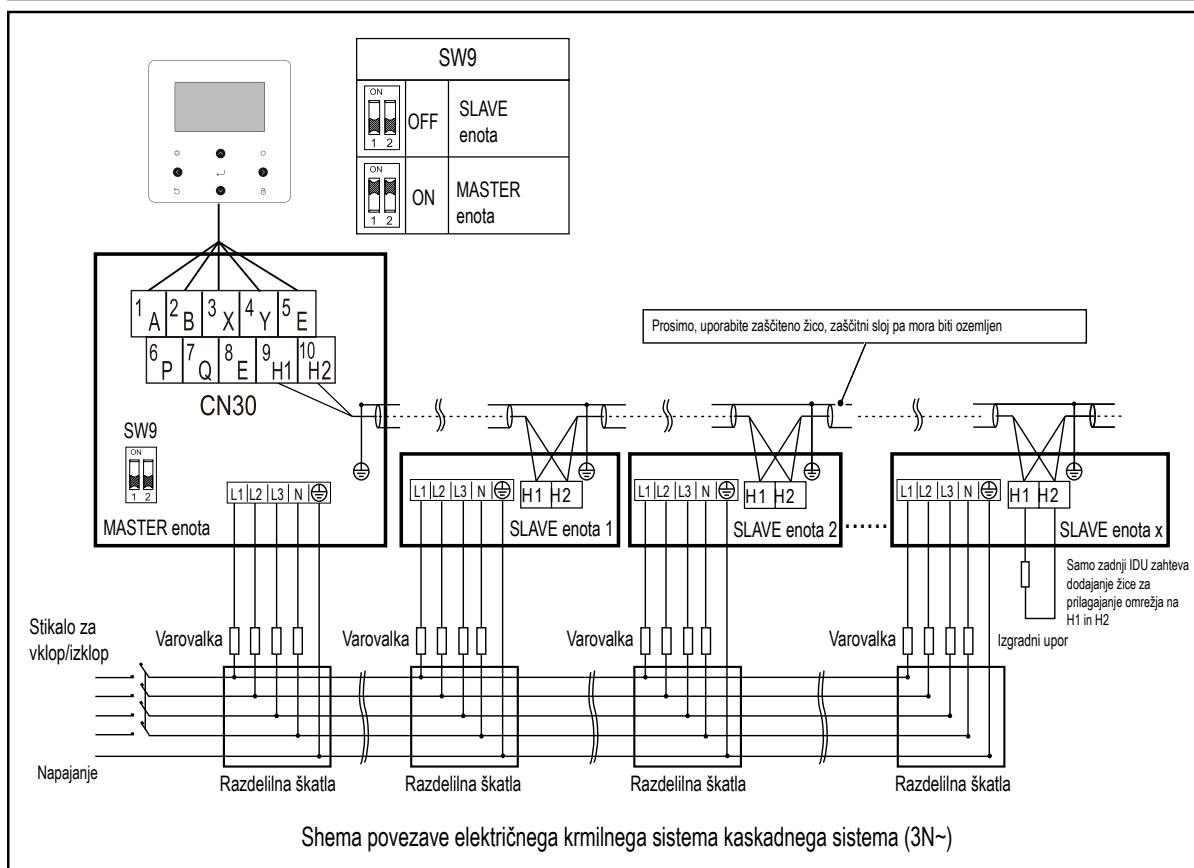 SW9
ON
1 2
OFF
SLAVE
enota
ON
1 2
ON
MASTER
enota
1 A 2 B 3 X 4 Y 5 E
6 P 7 Q 8 E 9 H1 10 H2
CN30
Prosimo, uporabite zaščiteno žico, zaščitni sloj pa mora biti ozemljen
SW9
ON
1 2
MASTER enota
L1 L2 L3 N
L1 L2 L3 N
H1 H2
SLAVE enota 1
L1 L2 L3 N
H1 H2
SLAVE enota 2
......
L1 L2 L3 N
H1 H2
SLAVE enota x
Samo zadnji IDU zahteva
dodajanje žice za
prilagajanje omrežja na
H1 in H2
Izgradni upor
Stikalo za
vklop/izklop
Varovalka
Varovalka
Varovalka
Varovalka
Napajanje
Razdelilna škatla
Razdelilna škatla
Razdelilna škatla
Razdelilna škatla
Shema povezave električnega krmilnega sistema kaskadnega sistema (3N~)